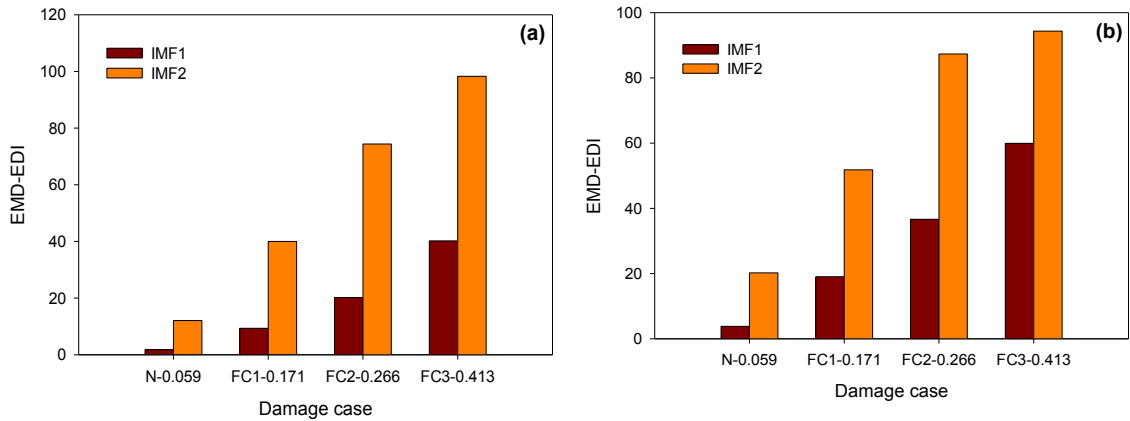 (a)
IMF1
IMF2
EMD-EDI
120
100
80
60
40
20
0
N-0.059 FC1-0.171 FC2-0.266 FC3-0.413
Damage case
(b)
IMF1
IMF2
EMD-EDI
100
80
60
40
20
0
N-0.059 FC1-0.171 FC2-0.266 FC3-0.413
Damage case